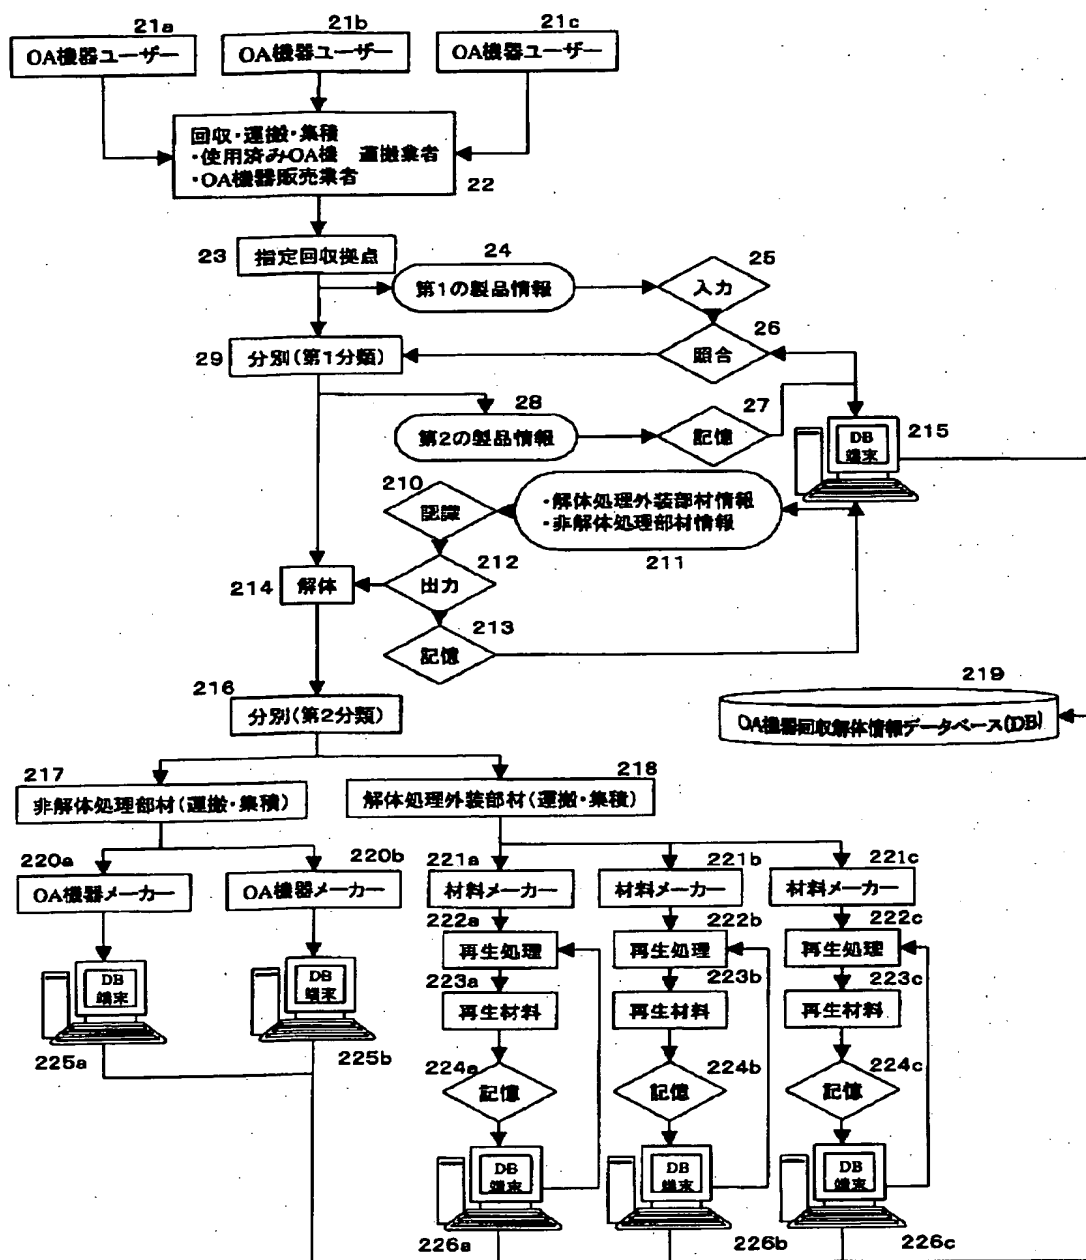 21a
21b
21c
OA機器ユーザー
OA機器ユーザー
OA機器ユーザー
回収・運搬・集積
・使用済みOA機　運搬業者
・OA機器販売業者
22
23
指定回収拠点
24
第1の製品情報
25
入力
26
照合
29
分別(第1分類)
28
第2の製品情報
27
記憶
DB
端末
215
210
認識
・解体処理外装部材情報
・非解体処理部材情報
211
212
出力
214
解体
213
記憶
216
分別(第2分類)
219
OA機器回収解体情報データベース(DB)
217
非解体処理部材(運搬・集積)
218
解体処理外装部材(運搬・集積)
220a
OA機器メーカー
220b
OA機器メーカー
221a
材料メーカー
221b
材料メーカー
221c
材料メーカー
222a
再生処理
222b
再生処理
222c
再生処理
223a
再生材料
223b
再生材料
223c
再生材料
DB
端末
225a
DB
端末
225b
224a
記憶
224b
記憶
224c
記憶
DB
端末
226a
DB
端末
226b
DB
端末
226c